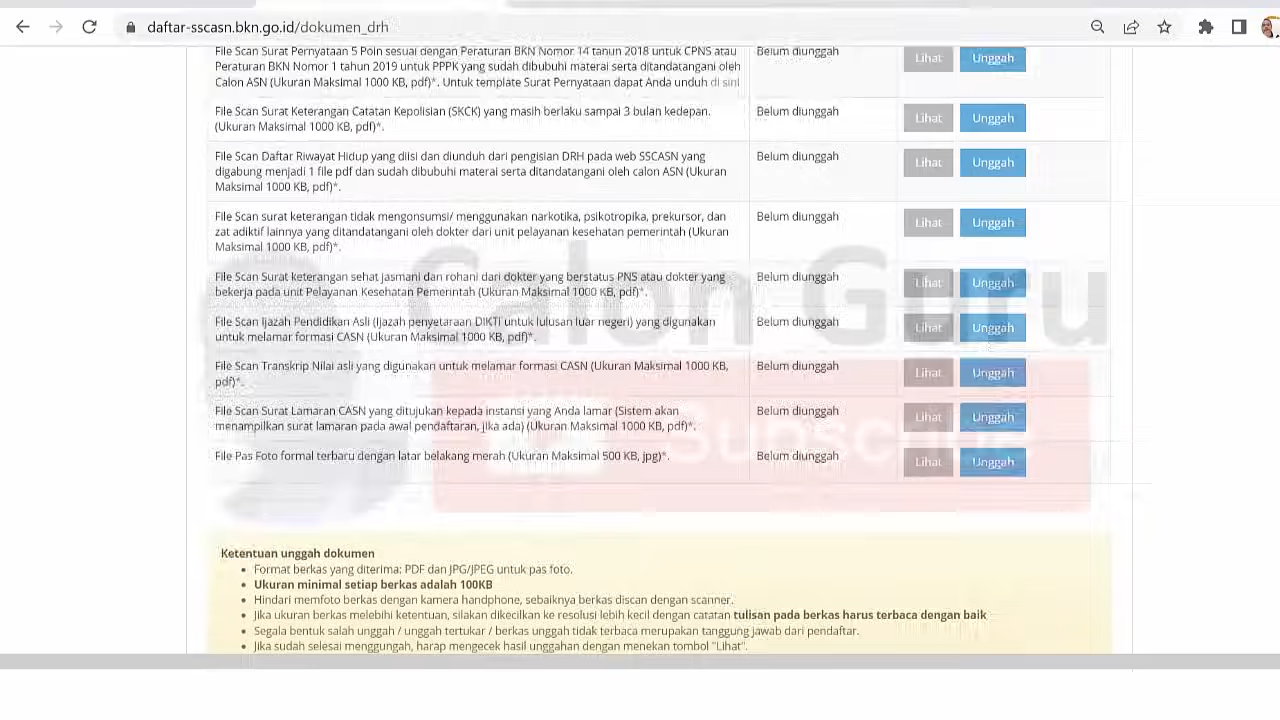 daftar-sscasn.bkn.go.id/dokumen_drh
File Scan Surat Pernyataan 5 Poin sesuai dengan Peraturan BKN Nomor 14 tahun 2018 untuk CPNS atau Belum diunggah Lihat Unggah
Peraturan BKN Nomor 1 tahun 2019 untuk PPPK yang sudah dibubuhi materai serta ditandatangani oleh
Calon ASN (Ukuran Maksimal 1000 KB, pdf)*. Untuk template Surat Pernyataan dapat Anda unduh di sini
File Scan Surat Keterangan Catatan Kepolisian (SKCK) yang masih berlaku sampai 3 bulan kedepan. Belum diunggah Lihat Unggah
(Ukuran Maksimal 1000 KB, pdf)*.
File Scan Daftar Riwayat Hidup yang diisi dan diunduh dari pengisian DRH pada web SSCASN yang Belum diunggah Lihat Unggah
digabung menjadi 1 file pdf dan sudah dibubuhi materai serta ditandatangani oleh calon ASN (Ukuran
Maksimal 1000 KB, pdf)*.
File Scan surat keterangan tidak mengonsumsi/ menggunakan narkotika, psikotropika, prekursor, dan Belum diunggah Lihat Unggah
zat adiktif lainnya yang ditandatangani oleh dokter dari unit pelayanan kesehatan pemerintah (Ukuran
Maksimal 1000 KB, pdf)*.
File Scan Surat keterangan sehat jasmani dan rohani dari dokter yang berstatus PNS atau dokter yang Belum diunggah Lihat Unggah
bekerja pada unit Pelayanan Kesehatan Pemerintah (Ukuran Maksimal 1000 KB, pdf)*.
Calon Guru
File Scan Ijazah Pendidikan Asli (Ijazah penyetaraan DIKTI untuk lulusan luar negeri) yang digunakan Belum diunggah Lihat Unggah
untuk melamar formasi CASN (Ukuran Maksimal 1000 KB, pdf)*.
File Scan Transkrip Nilai asli yang digunakan untuk melamar formasi CASN (Ukuran Maksimal 1000 KB, Belum diunggah Lihat Unggah
pdf)*.
File Scan Surat Lamaran CASN yang ditujukan kepada instansi yang Anda lamar (Sistem akan Belum diunggah Lihat Unggah
menampilkan surat lamaran pada awal pendaftaran, jika ada) (Ukuran Maksimal 1000 KB, pdf)*.
Subscribe
File Pas Foto formal terbaru dengan latar belakang merah (Ukuran Maksimal 500 KB, jpg)*. Belum diunggah Lihat Unggah
Ketentuan unggah dokumen
• Format berkas yang diterima: PDF dan JPG/JPEG untuk pas foto.
• Ukuran minimal setiap berkas adalah 100KB
• Hindari memfoto berkas dengan kamera handphone, sebaiknya berkas discan dengan scanner.
• Jika ukuran berkas melebihi ketentuan, silakan dikecilkan ke resolusi lebih kecil dengan catatan tulisan pada berkas harus terbaca dengan baik
• Segala bentuk salah unggah / unggah tertukar / berkas unggah tidak terbaca merupakan tanggung jawab dari pendaftar.
• Jika sudah selesai menggungah, harap mengecek hasil unggahan dengan menekan tombol "Lihat".